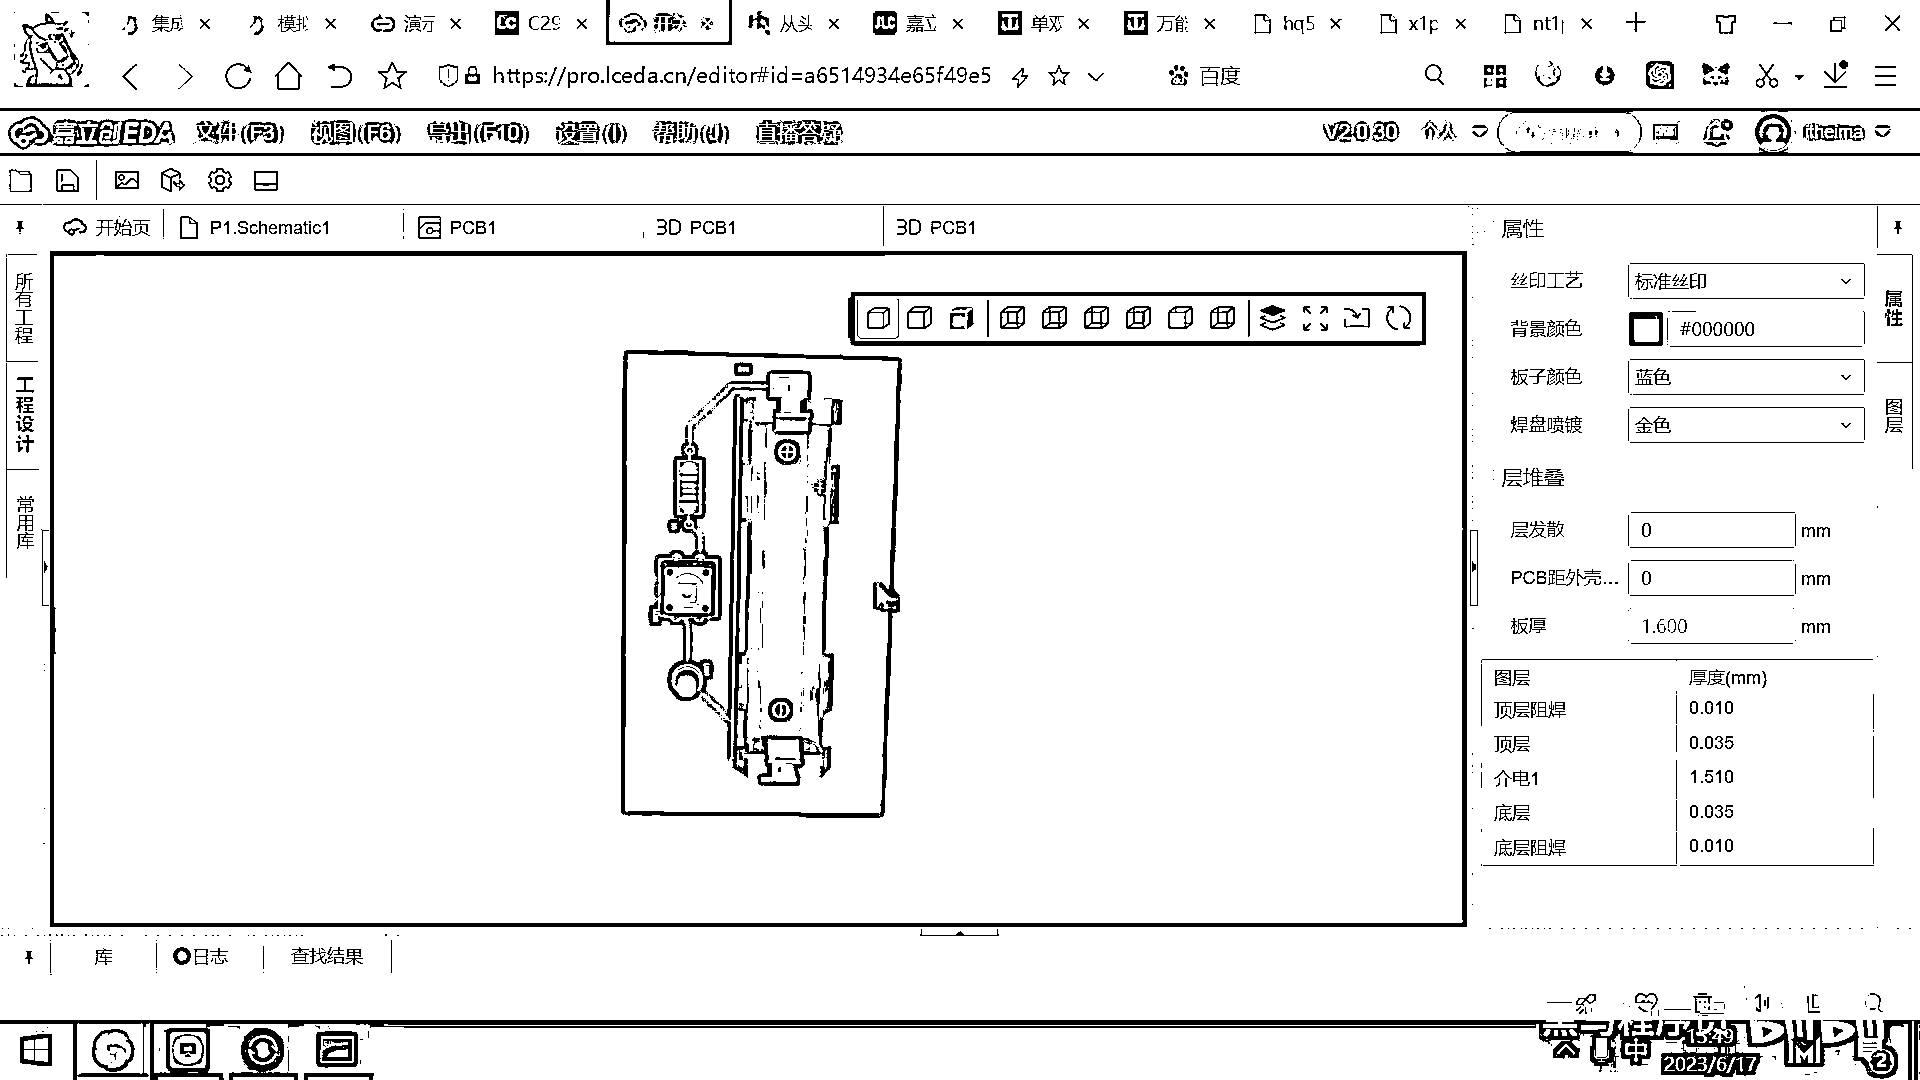 集成
模拟
演示
C29
开源
从头
嘉立
单双
万能
hq5
x1p
nt1
https://pro.lceda.cn/editor#id=a6514934e65f49e5
百度
嘉立创EDA
文件(F3)
视图(F6)
导出(F10)
设置(I)
帮助(J)
直播答疑
V2.0.30
个人
itheima
开始页
P1.Schematic1
PCB1
3D PCB1
3D PCB1
属性
所有工程
工程设计
常用库
丝印工艺
标准丝印
背景颜色
#000000
板子颜色
蓝色
焊盘喷镀
金色
属性
图层
层堆叠
层发散
0
mm
PCB距外壳...
0
mm
板厚
1.600
mm
图层
厚度(mm)
顶层阻焊
0.010
顶层
0.035
介电1
1.510
底层
0.035
底层阻焊
0.010
库
日志
查找结果
中
15:49
2023/6/17
2